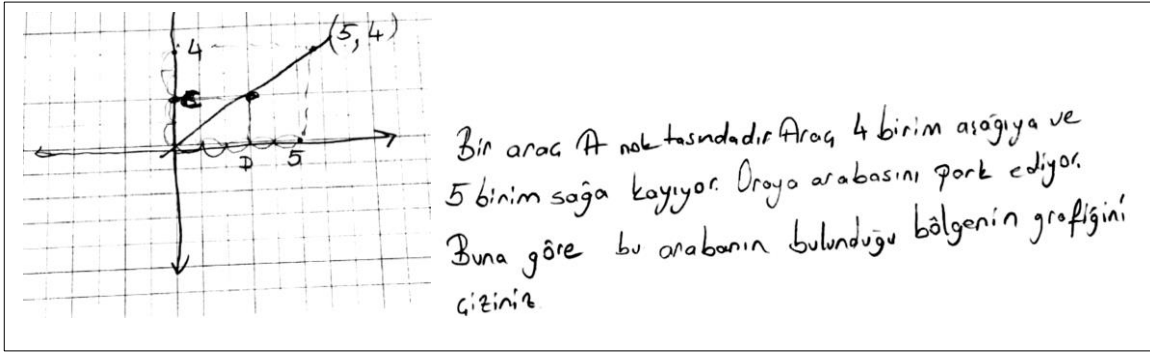 4
(5,4)
D 5
Bir araç A noktasındadır Araç 4 birim aşağıya ve
5 birim sağa kayıyor. Oraya arabasını park ediyor.
Buna göre bu arabanın bulunduğu bölgenin grafiğini
çiziniz